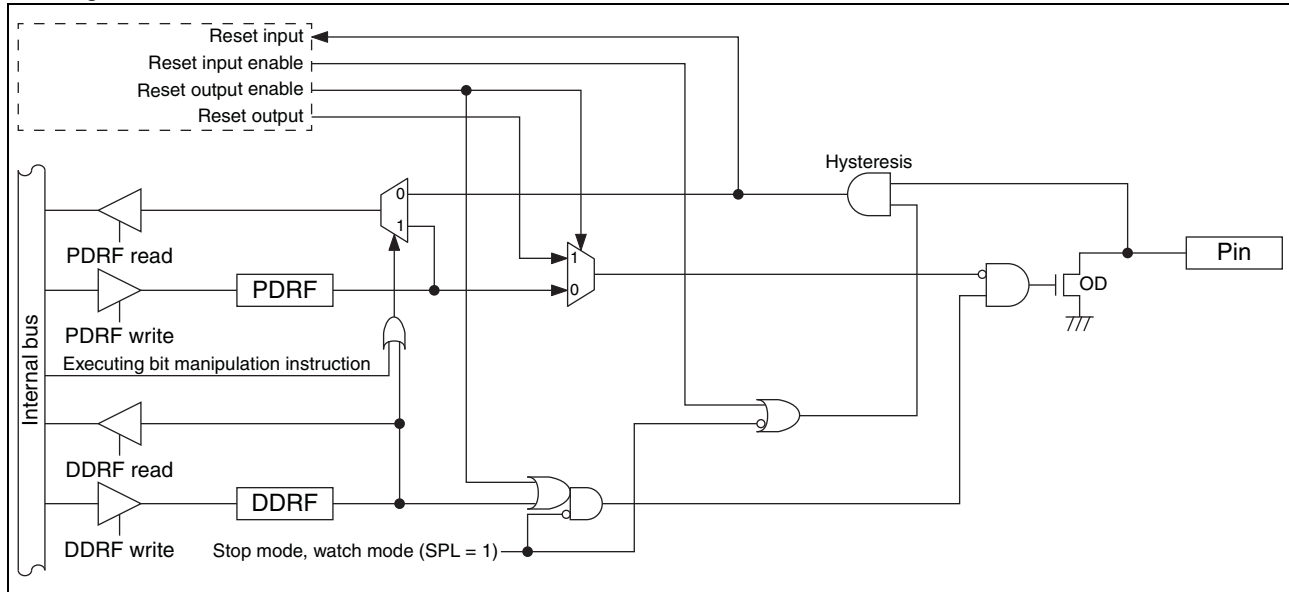 Reset input
Reset input enable
Reset output enable
Reset output
Hysteresis
0
1
PDRF read
1
0
Pin
OD
PDRF
PDRF write
Executing bit manipulation instruction
Internal bus
DDRF read
DDRF
DDRF write
Stop mode, watch mode (SPL = 1)